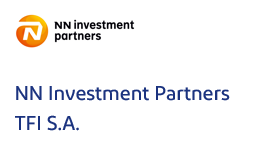 NN investment
partners
NN Investment Partners
TFI S.A.